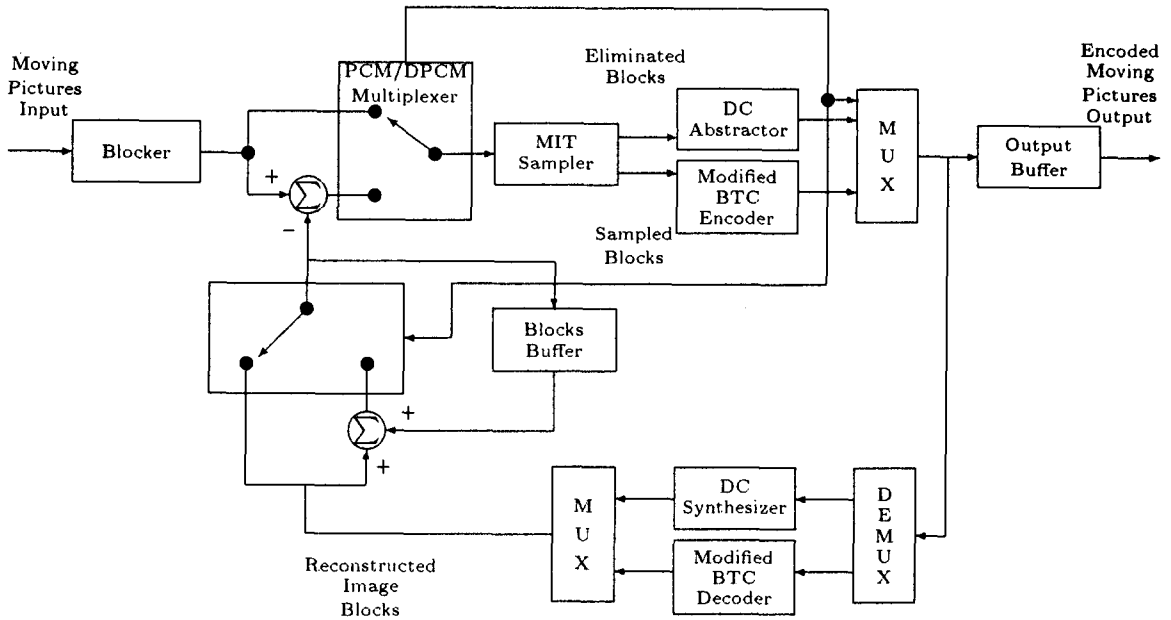 Moving
Pictures
Input
Blocker
+
Σ
−
PCM/DPCM
Multiplexer
MIT
Sampler
Eliminated
Blocks
DC
Abstractor
Modified
BTC
Encoder
Sampled
Blocks
M
U
X
Encoded
Moving
Pictures
Output
Output
Buffer
Blocks
Buffer
+
Σ
+
Reconstructed
Image
Blocks
M
U
X
DC
Synthesizer
Modified
BTC
Decoder
D
E
M
U
X